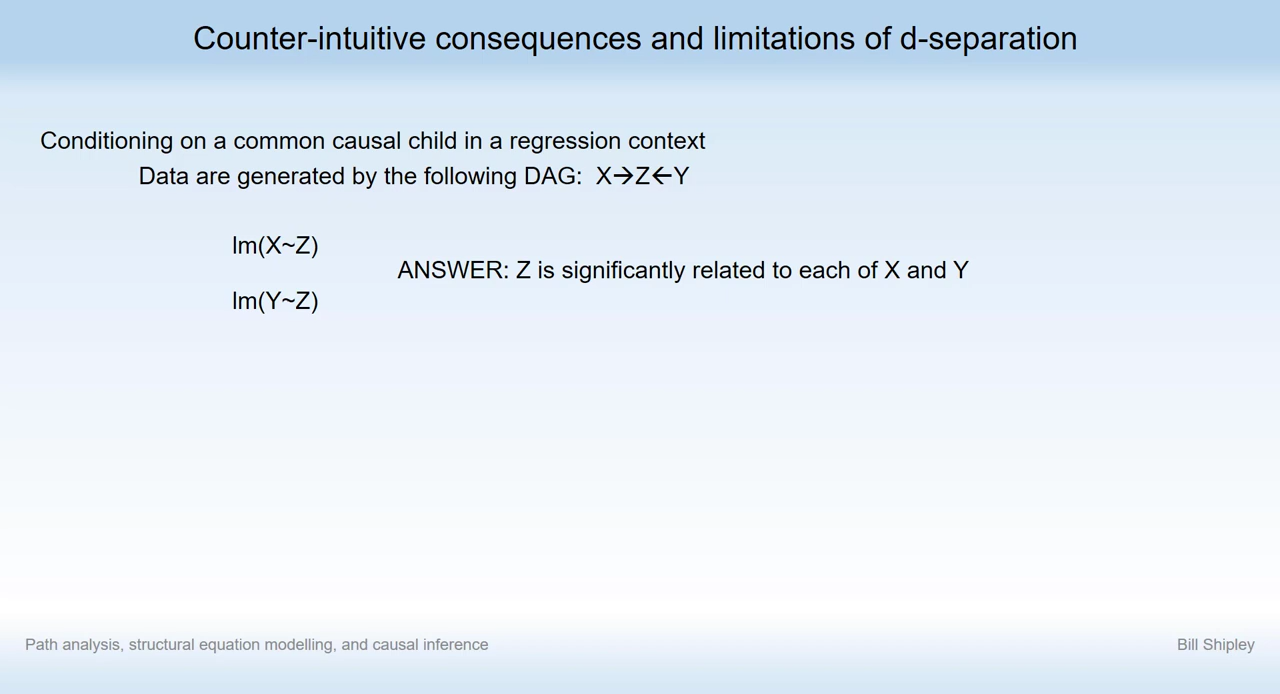 Counter-intuitive consequences and limitations of d-separation
Conditioning on a common causal child in a regression context
Data are generated by the following DAG:  X→Z←Y
lm(X~Z)
ANSWER: Z is significantly related to each of X and Y
lm(Y~Z)
Path analysis, structural equation modelling, and causal inference
Bill Shipley